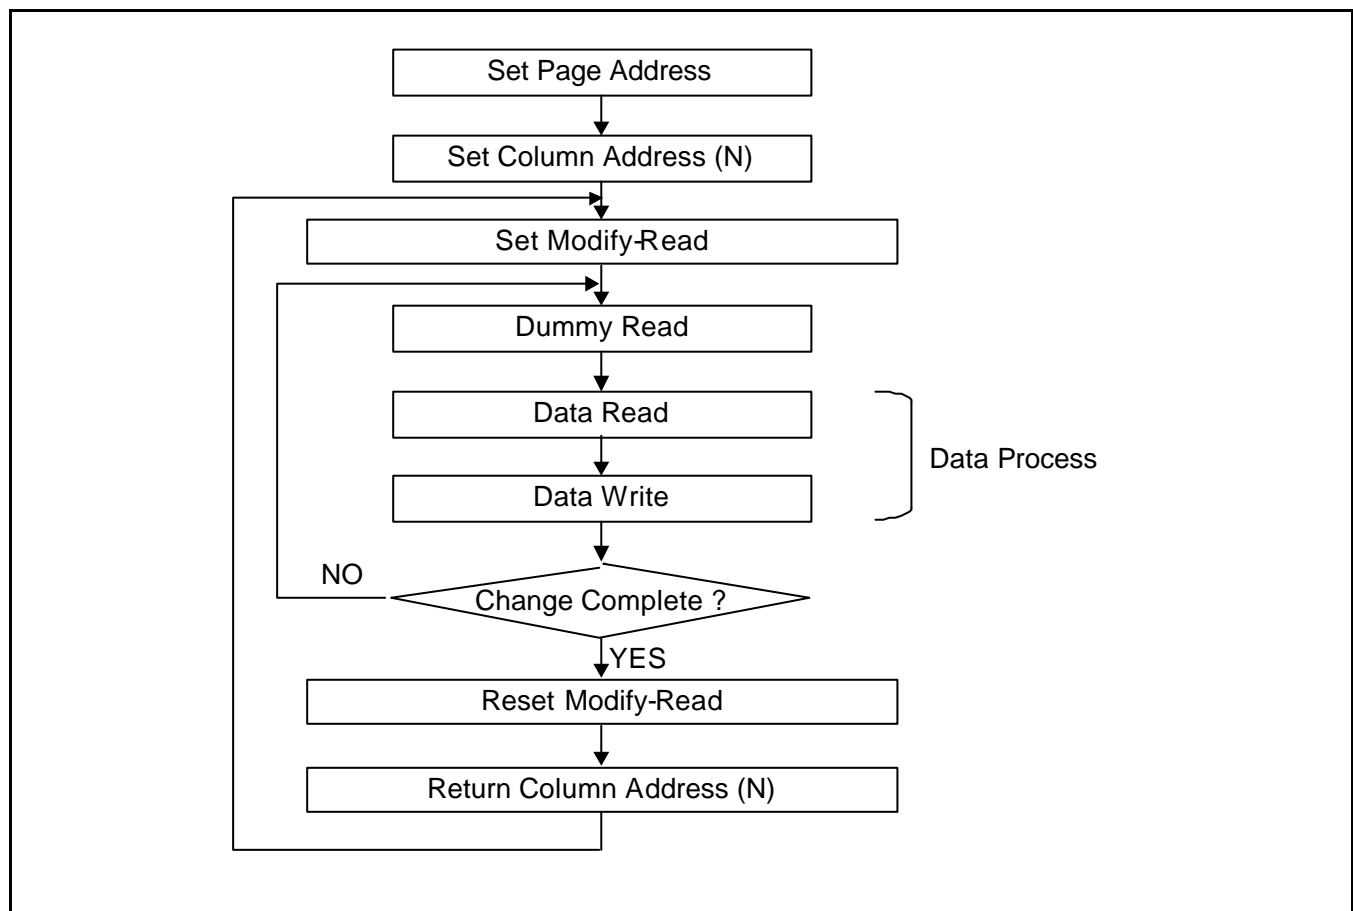 Set Page Address
Set Column Address (N)
Set Modify-Read
Dummy Read
Data Read
Data Process
Data Write
NO
Change Complete ?
YES
Reset Modify-Read
Return Column Address (N)